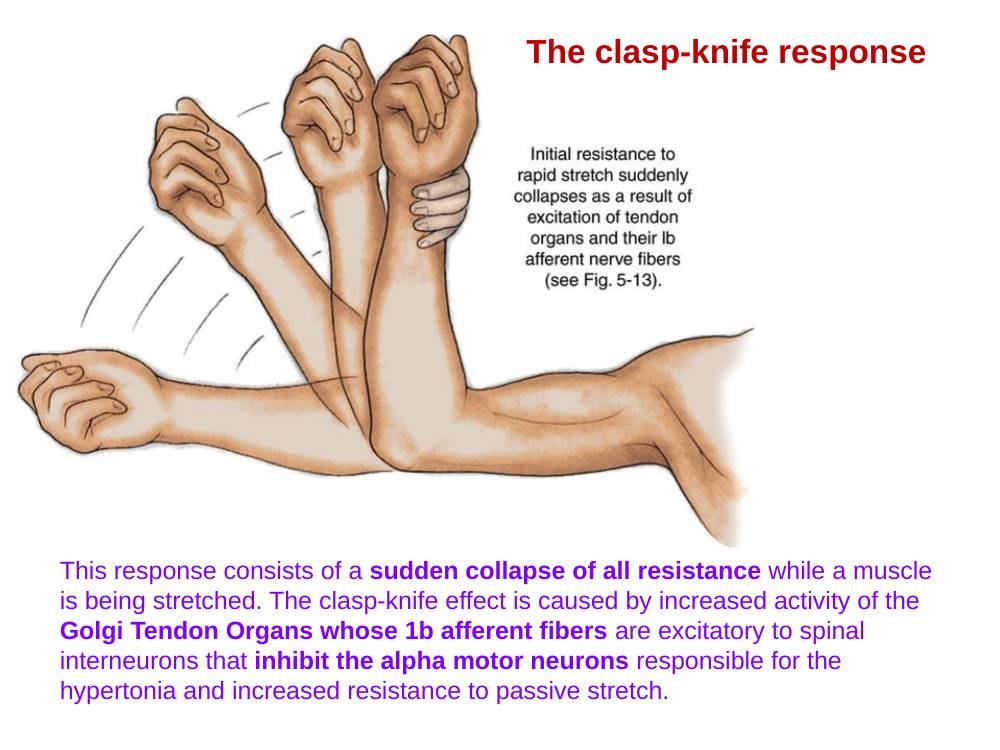 The clasp-knife response
Initial resistance to
rapid stretch suddenly
collapses as a result of
excitation of tendon
organs and their Ib
afferent nerve fibers
(see Fig. 5-13).
This response consists of a sudden collapse of all resistance while a muscle
is being stretched. The clasp-knife effect is caused by increased activity of the
Golgi Tendon Organs whose 1b afferent fibers are excitatory to spinal
interneurons that inhibit the alpha motor neurons responsible for the
hypertonia and increased resistance to passive stretch.